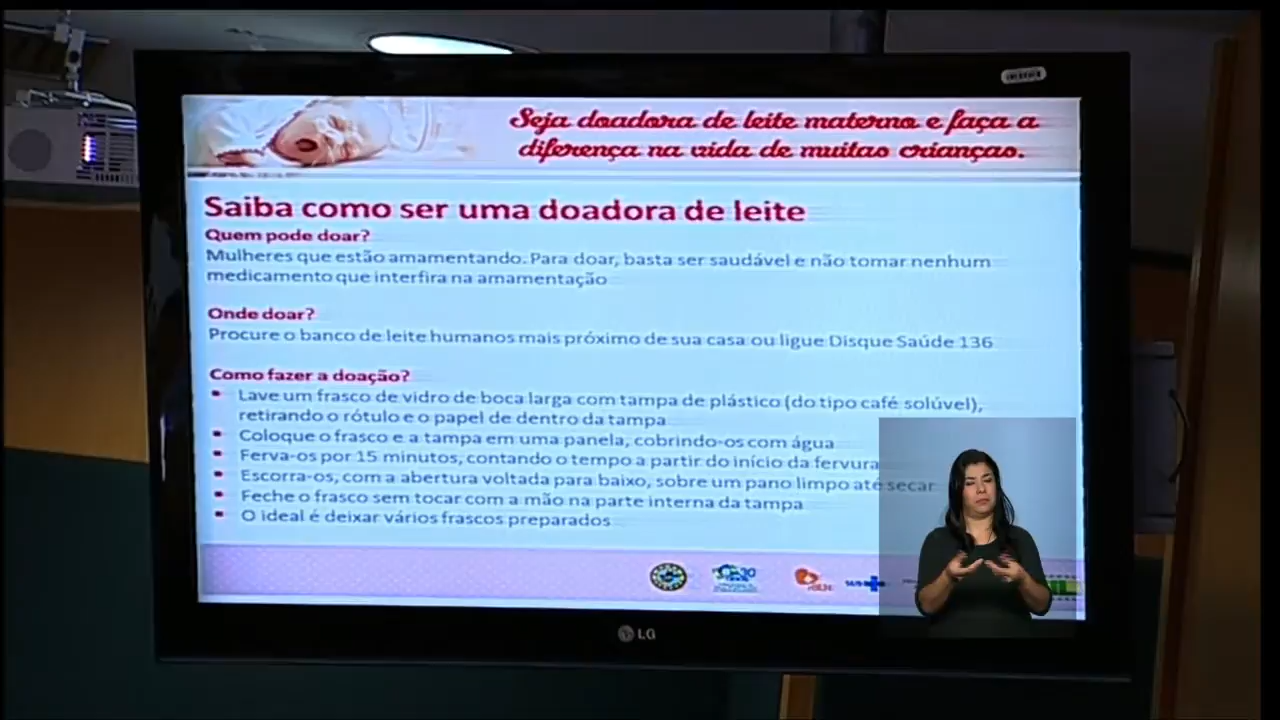 Seja doadora de leite materno e faça a
diferença na vida de muitas crianças.
Saiba como ser uma doadora de leite
Quem pode doar?
Mulheres que estão amamentando. Para doar, basta ser saudável e não tomar nenhum
medicamento que interfira na amamentação
Onde doar?
Procure o banco de leite humanos mais próximo de sua casa ou ligue Disque Saúde 136
Como fazer a doação?
▪ Lave um frasco de vidro de boca larga com tampa de plástico (do tipo café solúvel),
retirando o rótulo e o papel de dentro da tampa
▪ Coloque o frasco e a tampa em uma panela, cobrindo-os com água
▪ Ferva-os por 15 minutos, contando o tempo a partir do início da fervura
▪ Escorra-os, com a abertura voltada para baixo, sobre um pano limpo até secar
▪ Feche o frasco sem tocar com a mão na parte interna da tampa
▪ O ideal é deixar vários frascos preparados
SUS
LG